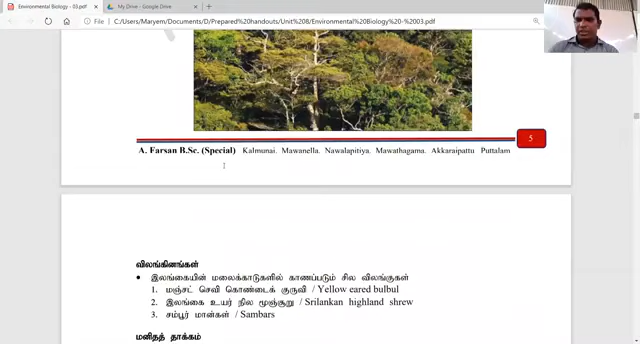 Environmental Biology - 03.pdf
My Drive - Google Drive
File | C:/Users/Maryem/Documents/D/Prepared%20handouts/Unit%208/Environmental%20Biology%20-%2003.pdf
5
A. Farsan B.Sc. (Special) Kalmunai. Mawanella. Nawalapitiya. Mawathagama. Akkaraipattu Puttalam
விலங்கினங்கள்
• இலங்கையின் மலைக்காடுகளில் காணப்படும் சில விலங்குகள்
1. மஞ்சட் செவி கொண்டைக் குருவி / Yellow eared bulbul
2. இலங்கை உயர் நில மூஞ்சூறு / Srilankan highland shrew
3. சம்பூர் மான்கள் / Sambars
மனிதத் தாக்கம்